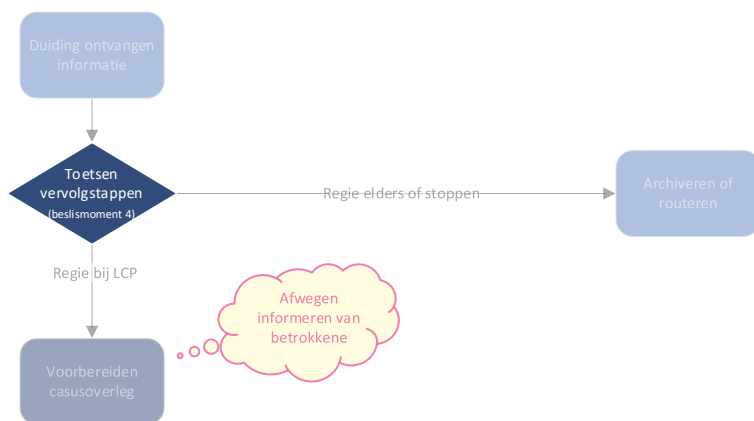 Duiding ontvangen
informatie
Toetsen
vervolgstappen
(beslismoment 4)
Regie elders of stoppen
Archiveren of
routeren
Regie bij LCP
Afwegen
informeren van
betrokkene
Voorbereiden
casusoverleg